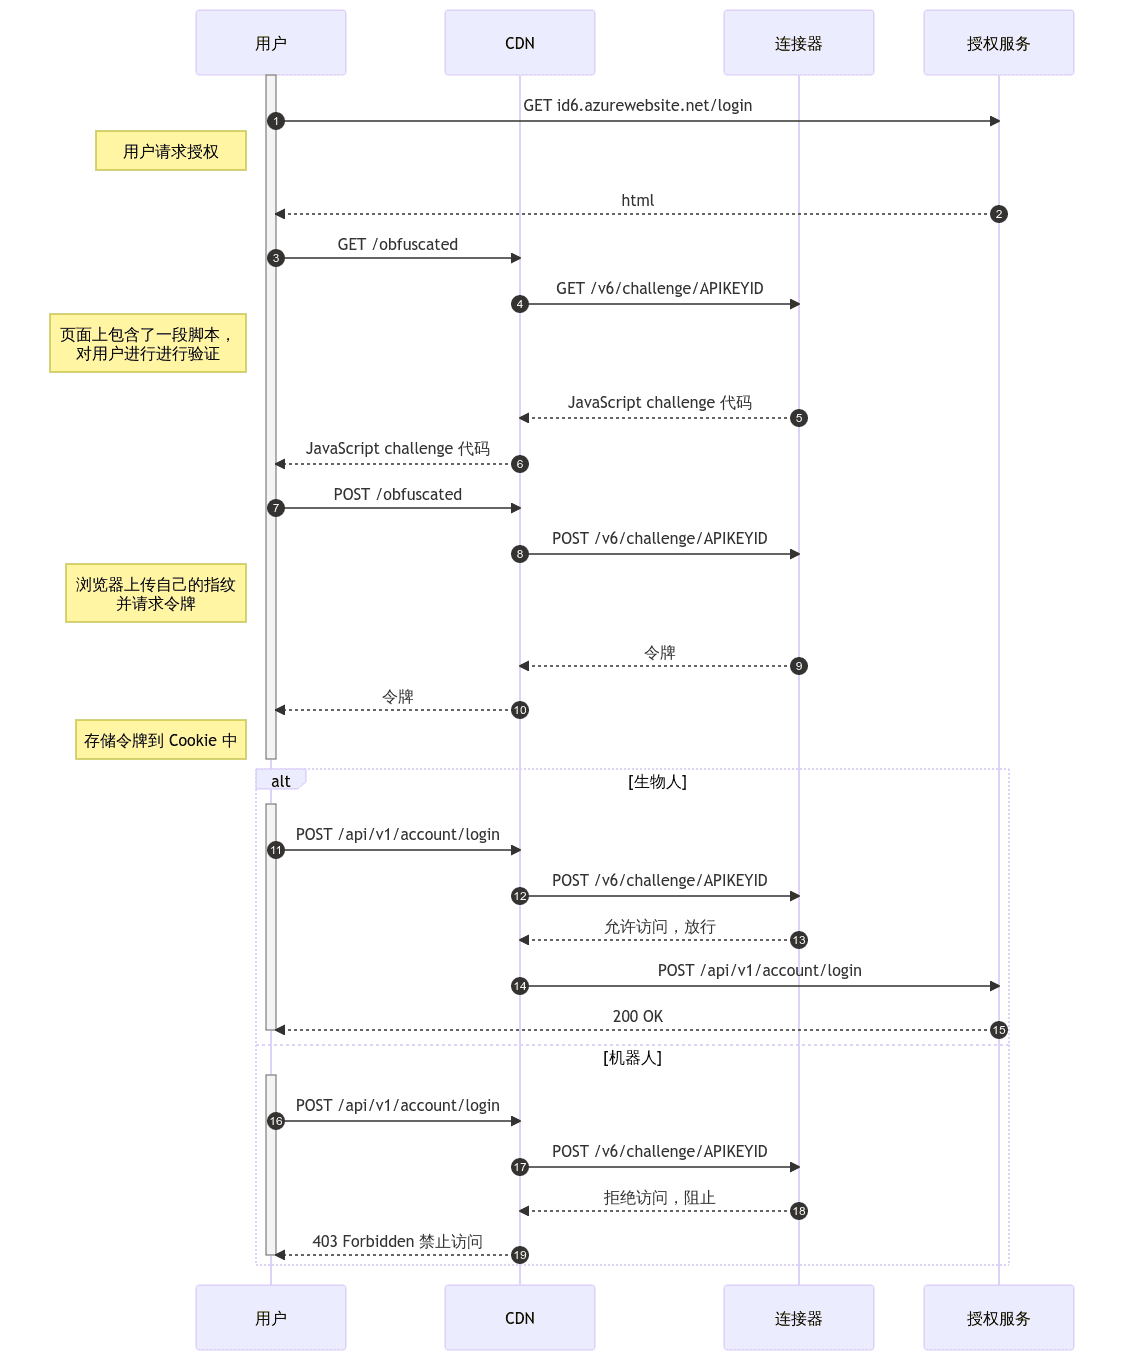 用户
CDN
连接器
授权服务
GET id6.azurewebsite.net/login
1
用户请求授权
html
2
GET /obfuscated
3
GET /v6/challenge/APIKEYID
4
页面上包含了一段脚本，
对用户进行进行验证
JavaScript challenge 代码
5
JavaScript challenge 代码
6
POST /obfuscated
7
POST /v6/challenge/APIKEYID
8
浏览器上传自己的指纹
并请求令牌
令牌
9
令牌
10
存储令牌到 Cookie 中
alt
[生物人]
POST /api/v1/account/login
11
POST /v6/challenge/APIKEYID
12
允许访问，放行
13
POST /api/v1/account/login
14
200 OK
15
[机器人]
POST /api/v1/account/login
16
POST /v6/challenge/APIKEYID
17
拒绝访问，阻止
18
403 Forbidden 禁止访问
19
用户
CDN
连接器
授权服务